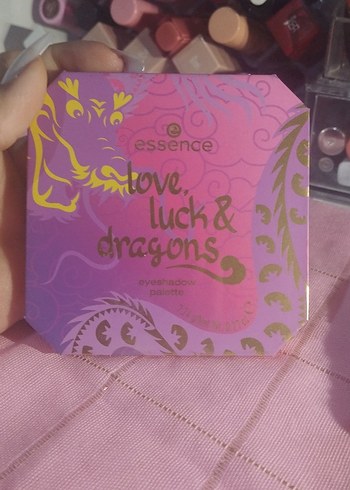 essence
love,
luck &
dragons
eyeshadow
palette